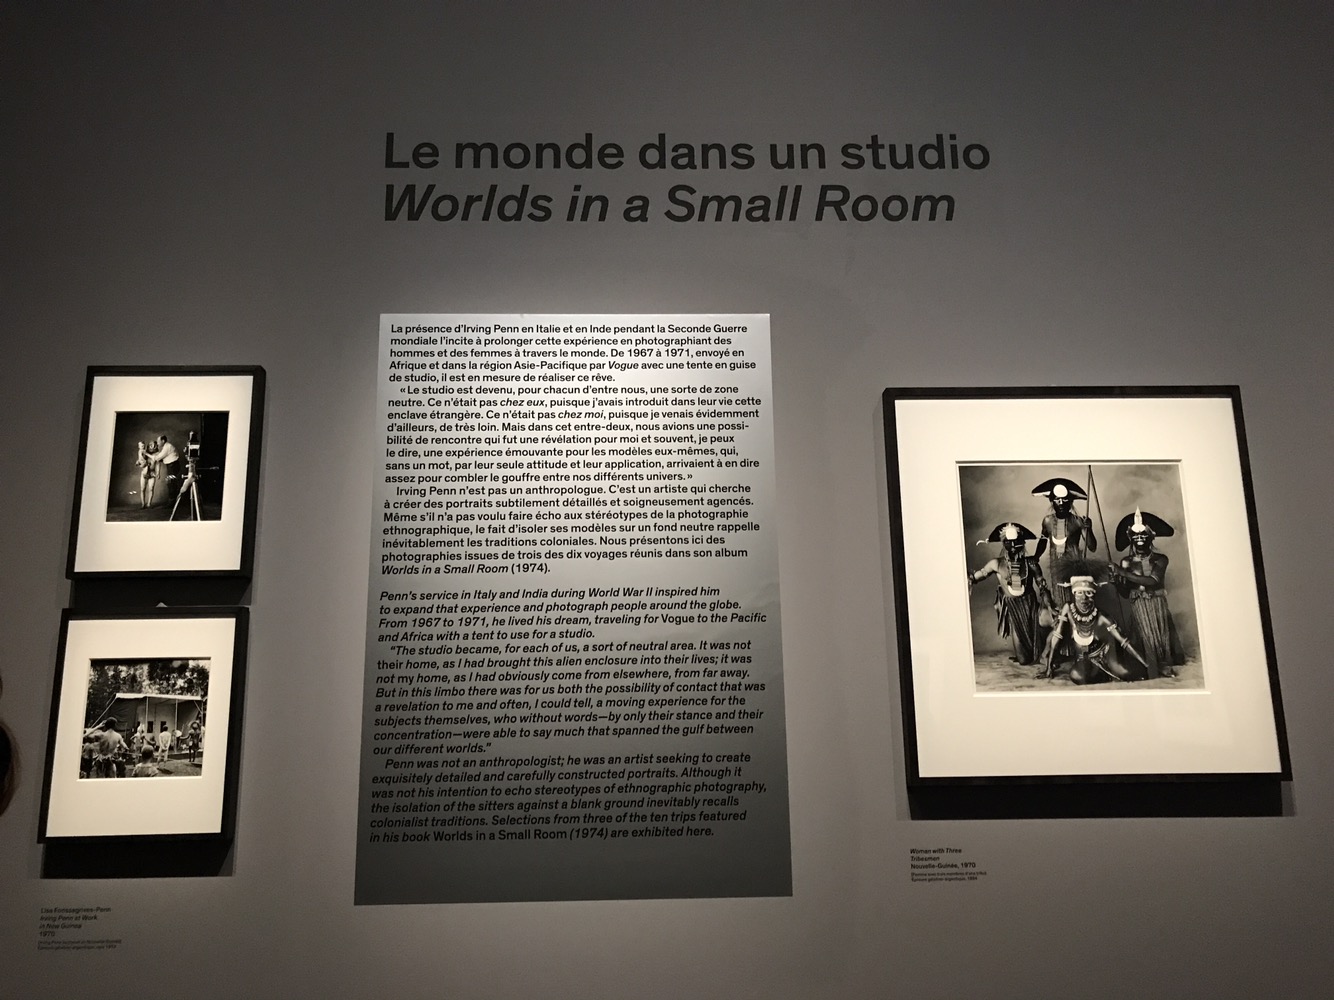 Le monde dans un studio
Worlds in a Small Room
La présence d'Irving Penn en Italie et en Inde pendant la Seconde Guerre
mondiale l'incite à prolonger cette expérience en photographiant des
hommes et des femmes à travers le monde. De 1967 à 1971, envoyé en
Afrique et dans la région Asie-Pacifique par Vogue avec une tente en guise
de studio, il est en mesure de réaliser ce rêve.
« Le studio est devenu, pour chacun d'entre nous, une sorte de zone
neutre. Ce n'était pas chez eux, puisque j'avais introduit dans leur vie cette
enclave étrangère. Ce n'était pas chez moi, puisque je venais évidemment
d'ailleurs, de très loin. Mais dans cet entre-deux, nous avions une possi-
bilité de rencontre qui fut une révélation pour moi et souvent, je peux
le dire, une expérience émouvante pour les modèles eux-mêmes, qui,
sans un mot, par leur seule attitude et leur application, arrivaient à en dire
assez pour combler le gouffre entre nos différents univers. »
Irving Penn n'est pas un anthropologue. C'est un artiste qui cherche
à créer des portraits subtilement détaillés et soigneusement agencés.
Même s'il n'a pas voulu faire écho aux stéréotypes de la photographie
ethnographique, le fait d'isoler ses modèles sur un fond neutre rappelle
inévitablement les traditions coloniales. Nous présentons ici des
photographies issues de trois des dix voyages réunis dans son album
Worlds in a Small Room (1974).
Penn's service in Italy and India during World War II inspired him
to expand that experience and photograph people around the globe.
From 1967 to 1971, he lived his dream, traveling for Vogue to the Pacific
and Africa with a tent to use for a studio.
"The studio became, for each of us, a sort of neutral area. It was not
their home, as I had brought this alien enclosure into their lives; it was
not my home, as I had obviously come from elsewhere, from far away.
But in this limbo there was for us both the possibility of contact that was
a revelation to me and often, I could tell, a moving experience for the
subjects themselves, who without words—by only their stance and their
concentration—were able to say much that spanned the gulf between
our different worlds."
Penn was not an anthropologist; he was an artist seeking to create
exquisitely detailed and carefully constructed portraits. Although it
was not his intention to echo stereotypes of ethnographic photography,
the isolation of the sitters against a blank ground inevitably recalls
colonialist traditions. Selections from three of the ten trips featured
in his book Worlds in a Small Room (1974) are exhibited here.
Woman with Three
Tribesmen
Nouvelle-Guinée, 1970
Lisa Fonssagrives-Penn
Irving Penn at Work
in New Guinea
1970